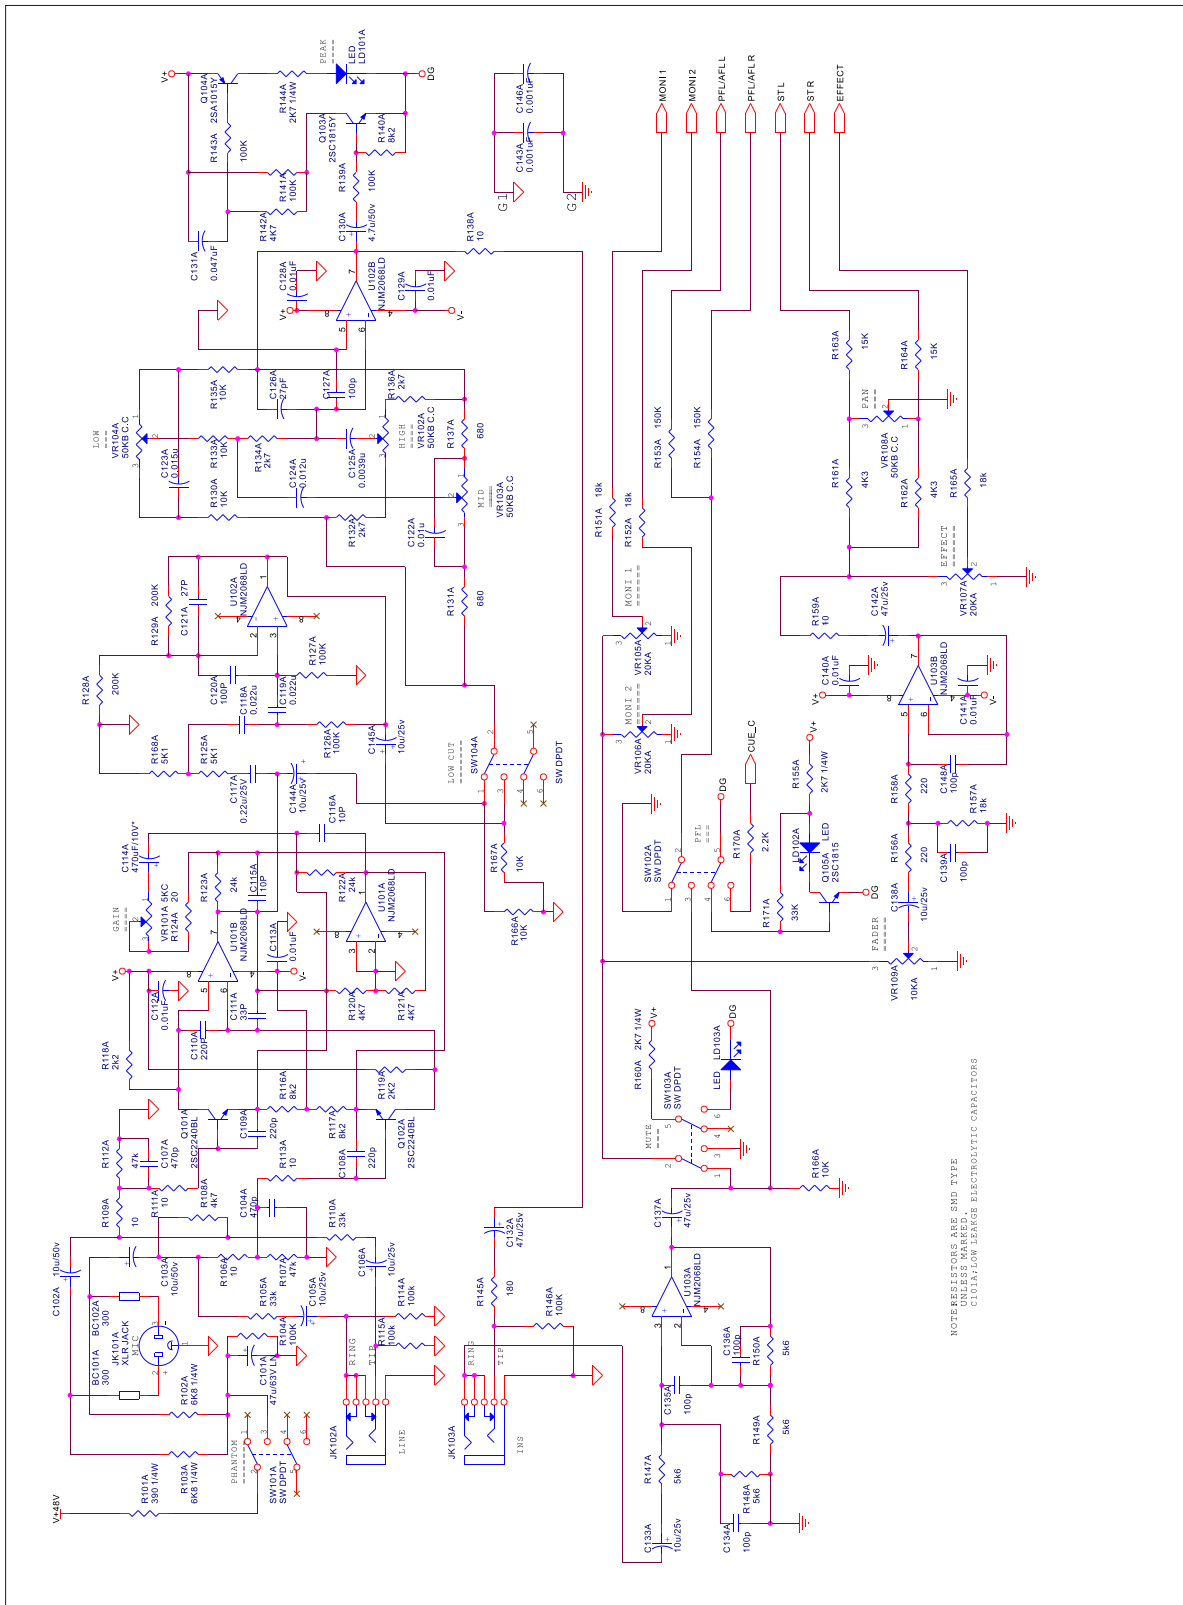 V+
Q104A
2SA1015Y
R144A
2K7 1/4W
PEAK
LED
LD101A
DG
R143A
100K
Q103A
2SC1815Y
R140A
8k2
R141A
100K
R139A
100K
R142A
4K7
C130A
4.7u/50v
C131A
0.047uF
G1
G2
C146A
0.001uF
C143A
0.001uF
MONI 1
MONI 2
PFL/AFL L
PFL/AFL R
ST L
ST R
EFFECT
R138A
10
C128A
0.01uF
U102B
NJM2068LD
C129A
0.01uF
V+
V-
5
6
7
8
4
LOW
VR104A
50KB C.C
R135A
10K
C126A
27pF
C127A
100p
R136A
2k7
C123A
0.015u
R133A
10K
R134A
2k7
C125A
0.0039u
HIGH
VR102A
50KB C.C
R137A
680
R130A
10K
C124A
0.012u
MID
VR103A
50KB C.C
R132A
2k7
C122A
0.01u
R131A
680
R129A
200K
C121A
27P
U102A
NJM2068LD
R128A
200K
C120A
100P
C118A
0.022u
C119A
0.022u
R127A
100K
R168A
5K1
R125A
5K1
R126A
100K
C145A
10u/25v
C117A
0.22u/25V
C144A
10u/25v
LOW CUT
SW104A
SW DPDT
C116A
10P
C114A
470uF/10V*
GAIN
VR101A 5KC
R124A 20
R123A
24k
C115A
10P
R122A
24k
U101A
NJM2068LD
U101B
NJM2068LD
C113A
0.01uF
R167A
10K
R166A
10K
V+
V-
C112A
0.01uF
C110A
220P
C111A
33P
R120A
4K7
R121A
4K7
R118A
2k2
R119A
2K2
R116A
8k2
R117A
8k2
Q101A
2SC2240BL
C109A
220p
Q102A
2SC2240BL
C108A
220p
R113A
10
R112A
47k
C107A
470p
R109A
10
R111A
10
R108A
4k7
C104A
470p
R110A
33k
C102A
10u/50v
C103A
10u/50v
R106A
10
R107A
47k
R105A
33k
C105A
10u/25v
C106A
10u/25v
R104A
100K
R114A
100k
R115A
100k
BC101A
300
BC102A
300
JK101A
XLR JACK
MIC
R102A
6K8 1/4W
R103A
6K8 1/4W
C101A
47u/63V LN
R101A
390 1/4W
V+48V
PHANTOM
SW101A
SW DPDT
RING
TIP
JK102A
LINE
C132A
47u/25v
R145A
180
R146A
100K
RING
TIP
JK103A
INS
R153A 150K
R154A 150K
R151A 18k
R152A 18k
MONI 1
VR105A
20KA
MONI 2
VR106A
20KA
R163A
15K
R164A
15K
PAN
VR108A
50KB C.C
R161A
4K3
R162A
4K3
R165A
18k
EFFECT
VR107A
20KA
R159A
10
C142A
47u/25v
C140A
0.01uF
U103B
NJM2068LD
C141A
0.01uF
V+
V-
CUE_C
V+
R155A
2K7 1/4W
DG
PFL
SW102A
SW DPDT
R170A
2.2K
LD102A
LED
Q105A
2SC1815
DG
R171A
33K
R158A
220
C148A
100p
R157A
18k
R156A
220
C139A
100p
C138A
10u/25v
FADER
VR109A
10KA
V+
R160A 2K7 1/4W
DG
LED LD103A
SW103A
SW DPDT
MUTE
R166A
10K
C137A
47u/25v
U103A
NJM2068LD
C136A
100p
R150A
5k6
C135A
100p
R149A
5k6
R147A
5k6
R148A
5k6
C134A
100p
C133A
10u/25v
NOTE:RESISTORS ARE SMD TYPE
UNLESS MARKED.
C101A;LOW LEAKGE ELECTROLYTIC CAPACITORS